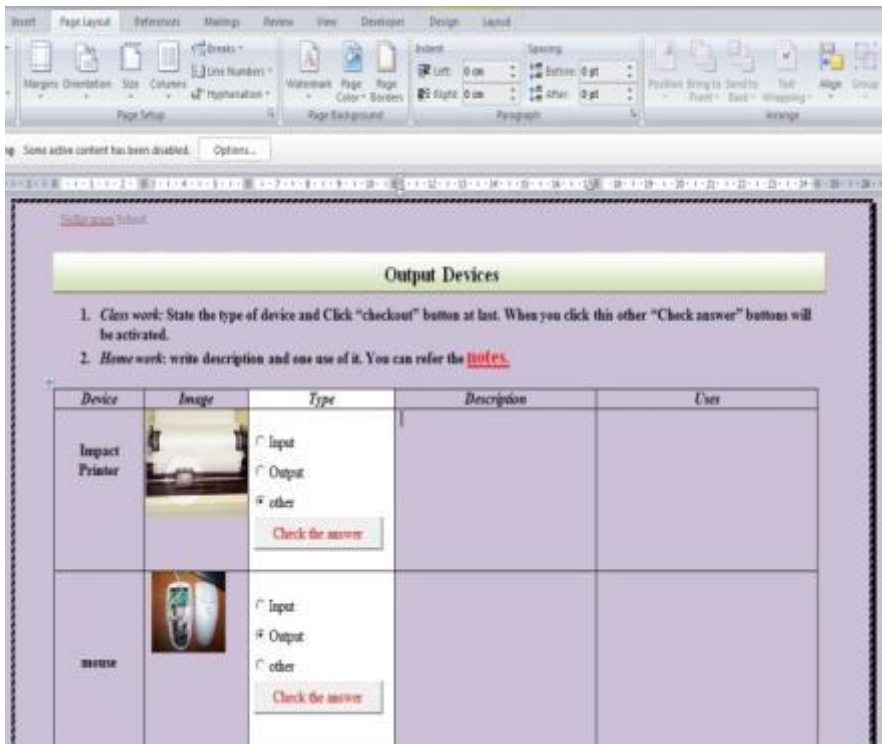 Insert Page Layout References Mailings Review View Developer Design Layout
Margins Orientation Size Columns
Breaks
Line Numbers
Hyphenation
Page Setup
Watermark Page Color Page Borders
Page Background
Indent
Left: 0 cm
Right: 0 cm
Spacing
Before: 0 pt
After: 0 pt
Paragraph
Position Bring to Front Send to Back Text Wrapping Align Group
Arrange
Some active content has been disabled. Options...
School
Output Devices
1. Class work: State the type of device and Click “checkout” button at last. When you click this other “Check answer” buttons will
be activated.
2. Home work: write description and one use of it. You can refer the notes.
Device Image Type Description Uses
Impact
Printer
Input
Output
other
Check the answer
mouse
Input
Output
other
Check the answer